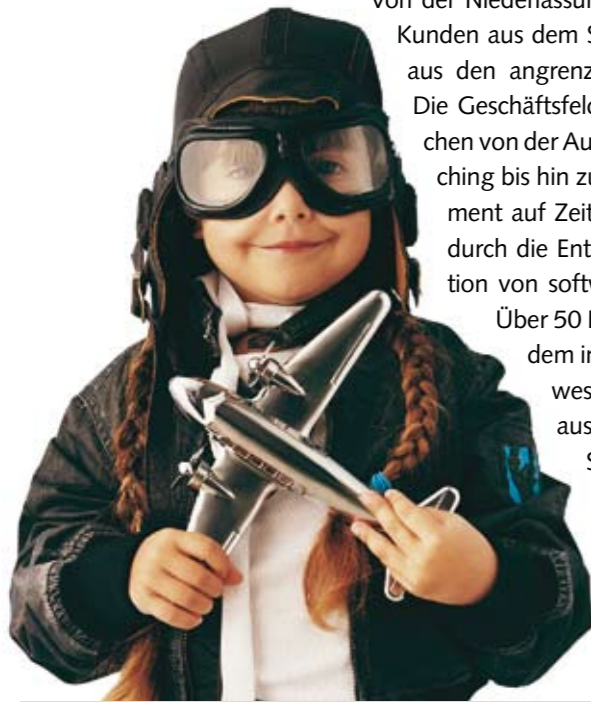 von der Niederlassun
Kunden aus dem S
aus den angrenz
Die Geschäftsfeld
chen von der Au
ching bis hin zu
ment auf Zeit
durch die Ent
tion von softw
Über 50
dem in
wes
aus
S